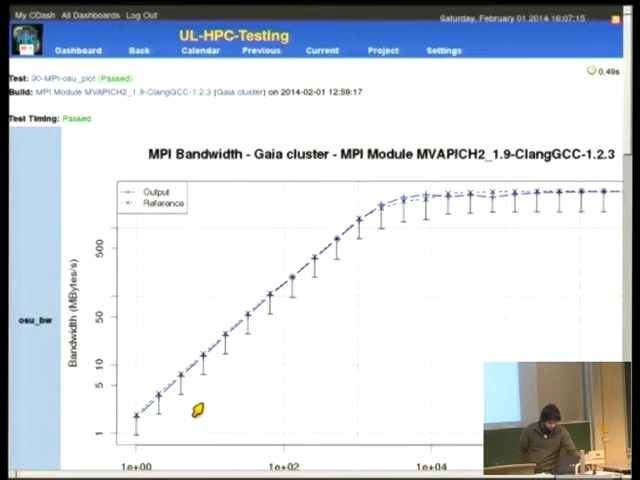 My CDash All Dashboards Log Out
Saturday, February 01 2014 16:07:15
UL-HPC-Testing
Dashboard Back Calendar Previous Current Project Settings
Test: 90-MPI-osu_plot (Passed)
0.49s
Build: MPI Module MVAPICH2_1.9-ClangGCC-1.2.3 (Gaia cluster) on 2014-02-01 12:59:17
Test Timing: Passed
MPI Bandwidth - Gaia cluster - MPI Module MVAPICH2_1.9-ClangGCC-1.2.3
Output
Reference
500
50
10
5
1
Bandwidth (MBytes/s)
osu_bw
1e+00 1e+02 1e+04